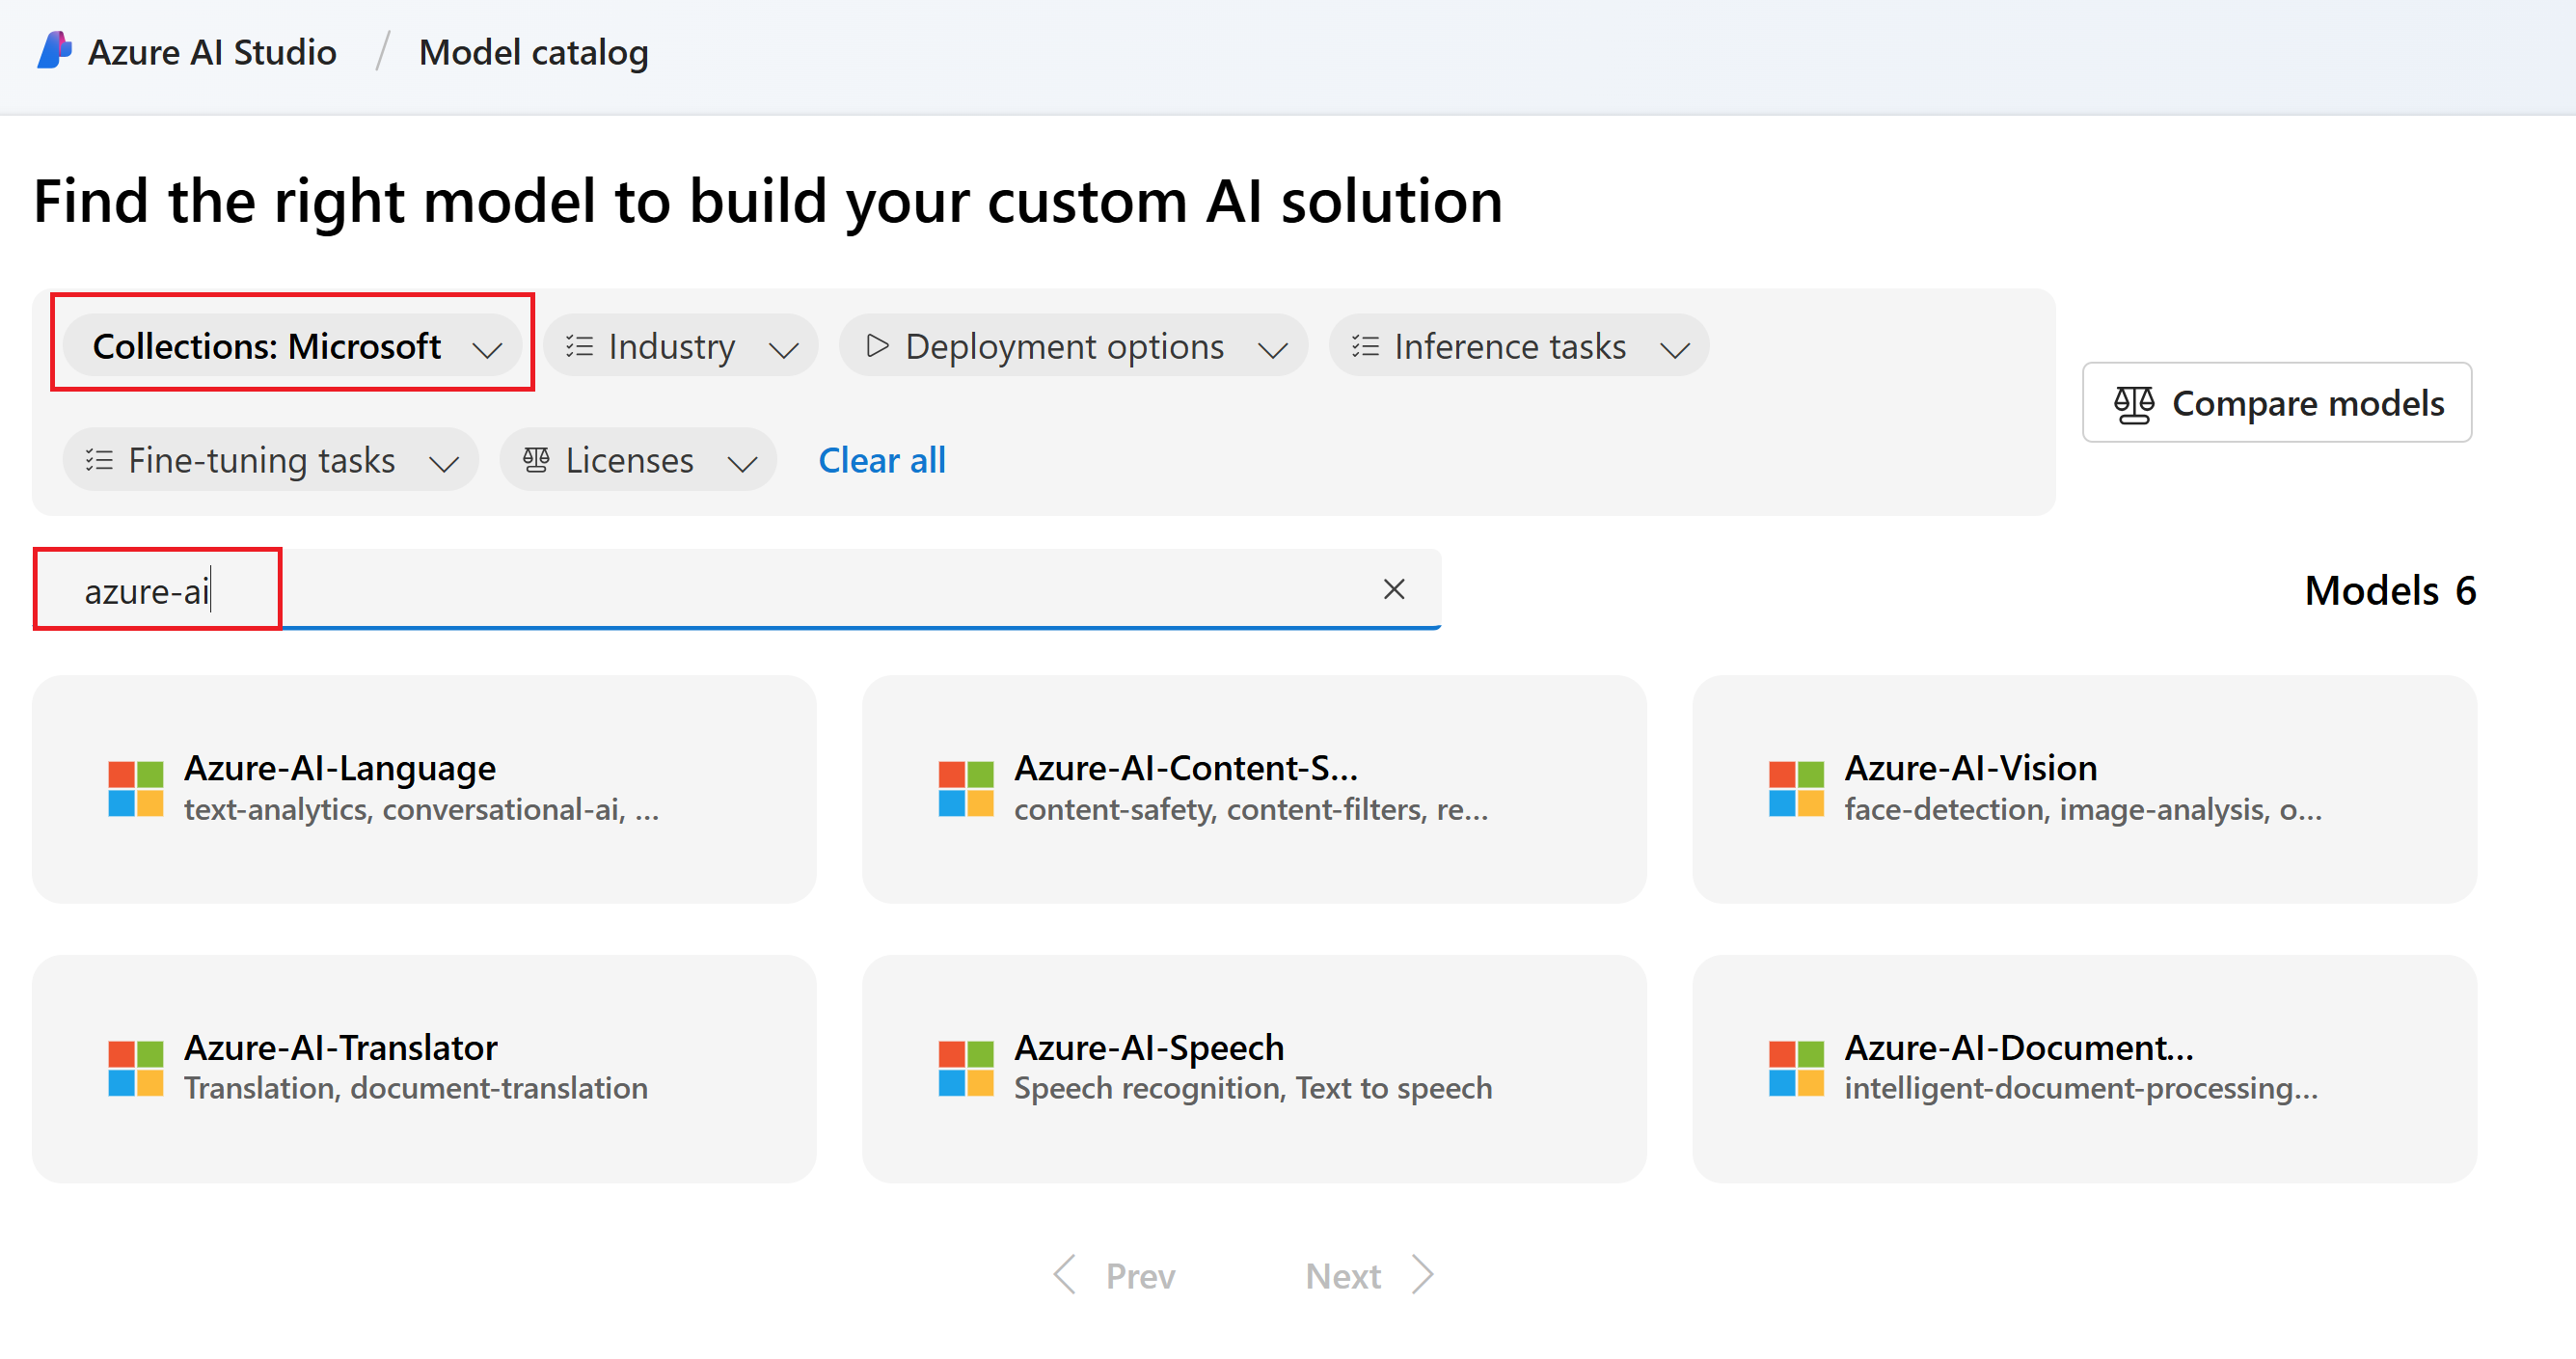 Azure AI Studio / Model catalog
Find the right model to build your custom AI solution
Collections: Microsoft Industry Deployment options Inference tasks
Compare models
Fine-tuning tasks Licenses Clear all
azure-ai
Models 6
Azure-AI-Language
text-analytics, conversational-ai, ...
Azure-AI-Content-S...
content-safety, content-filters, re...
Azure-AI-Vision
face-detection, image-analysis, o...
Azure-AI-Translator
Translation, document-translation
Azure-AI-Speech
Speech recognition, Text to speech
Azure-AI-Document...
intelligent-document-processing...
Prev Next